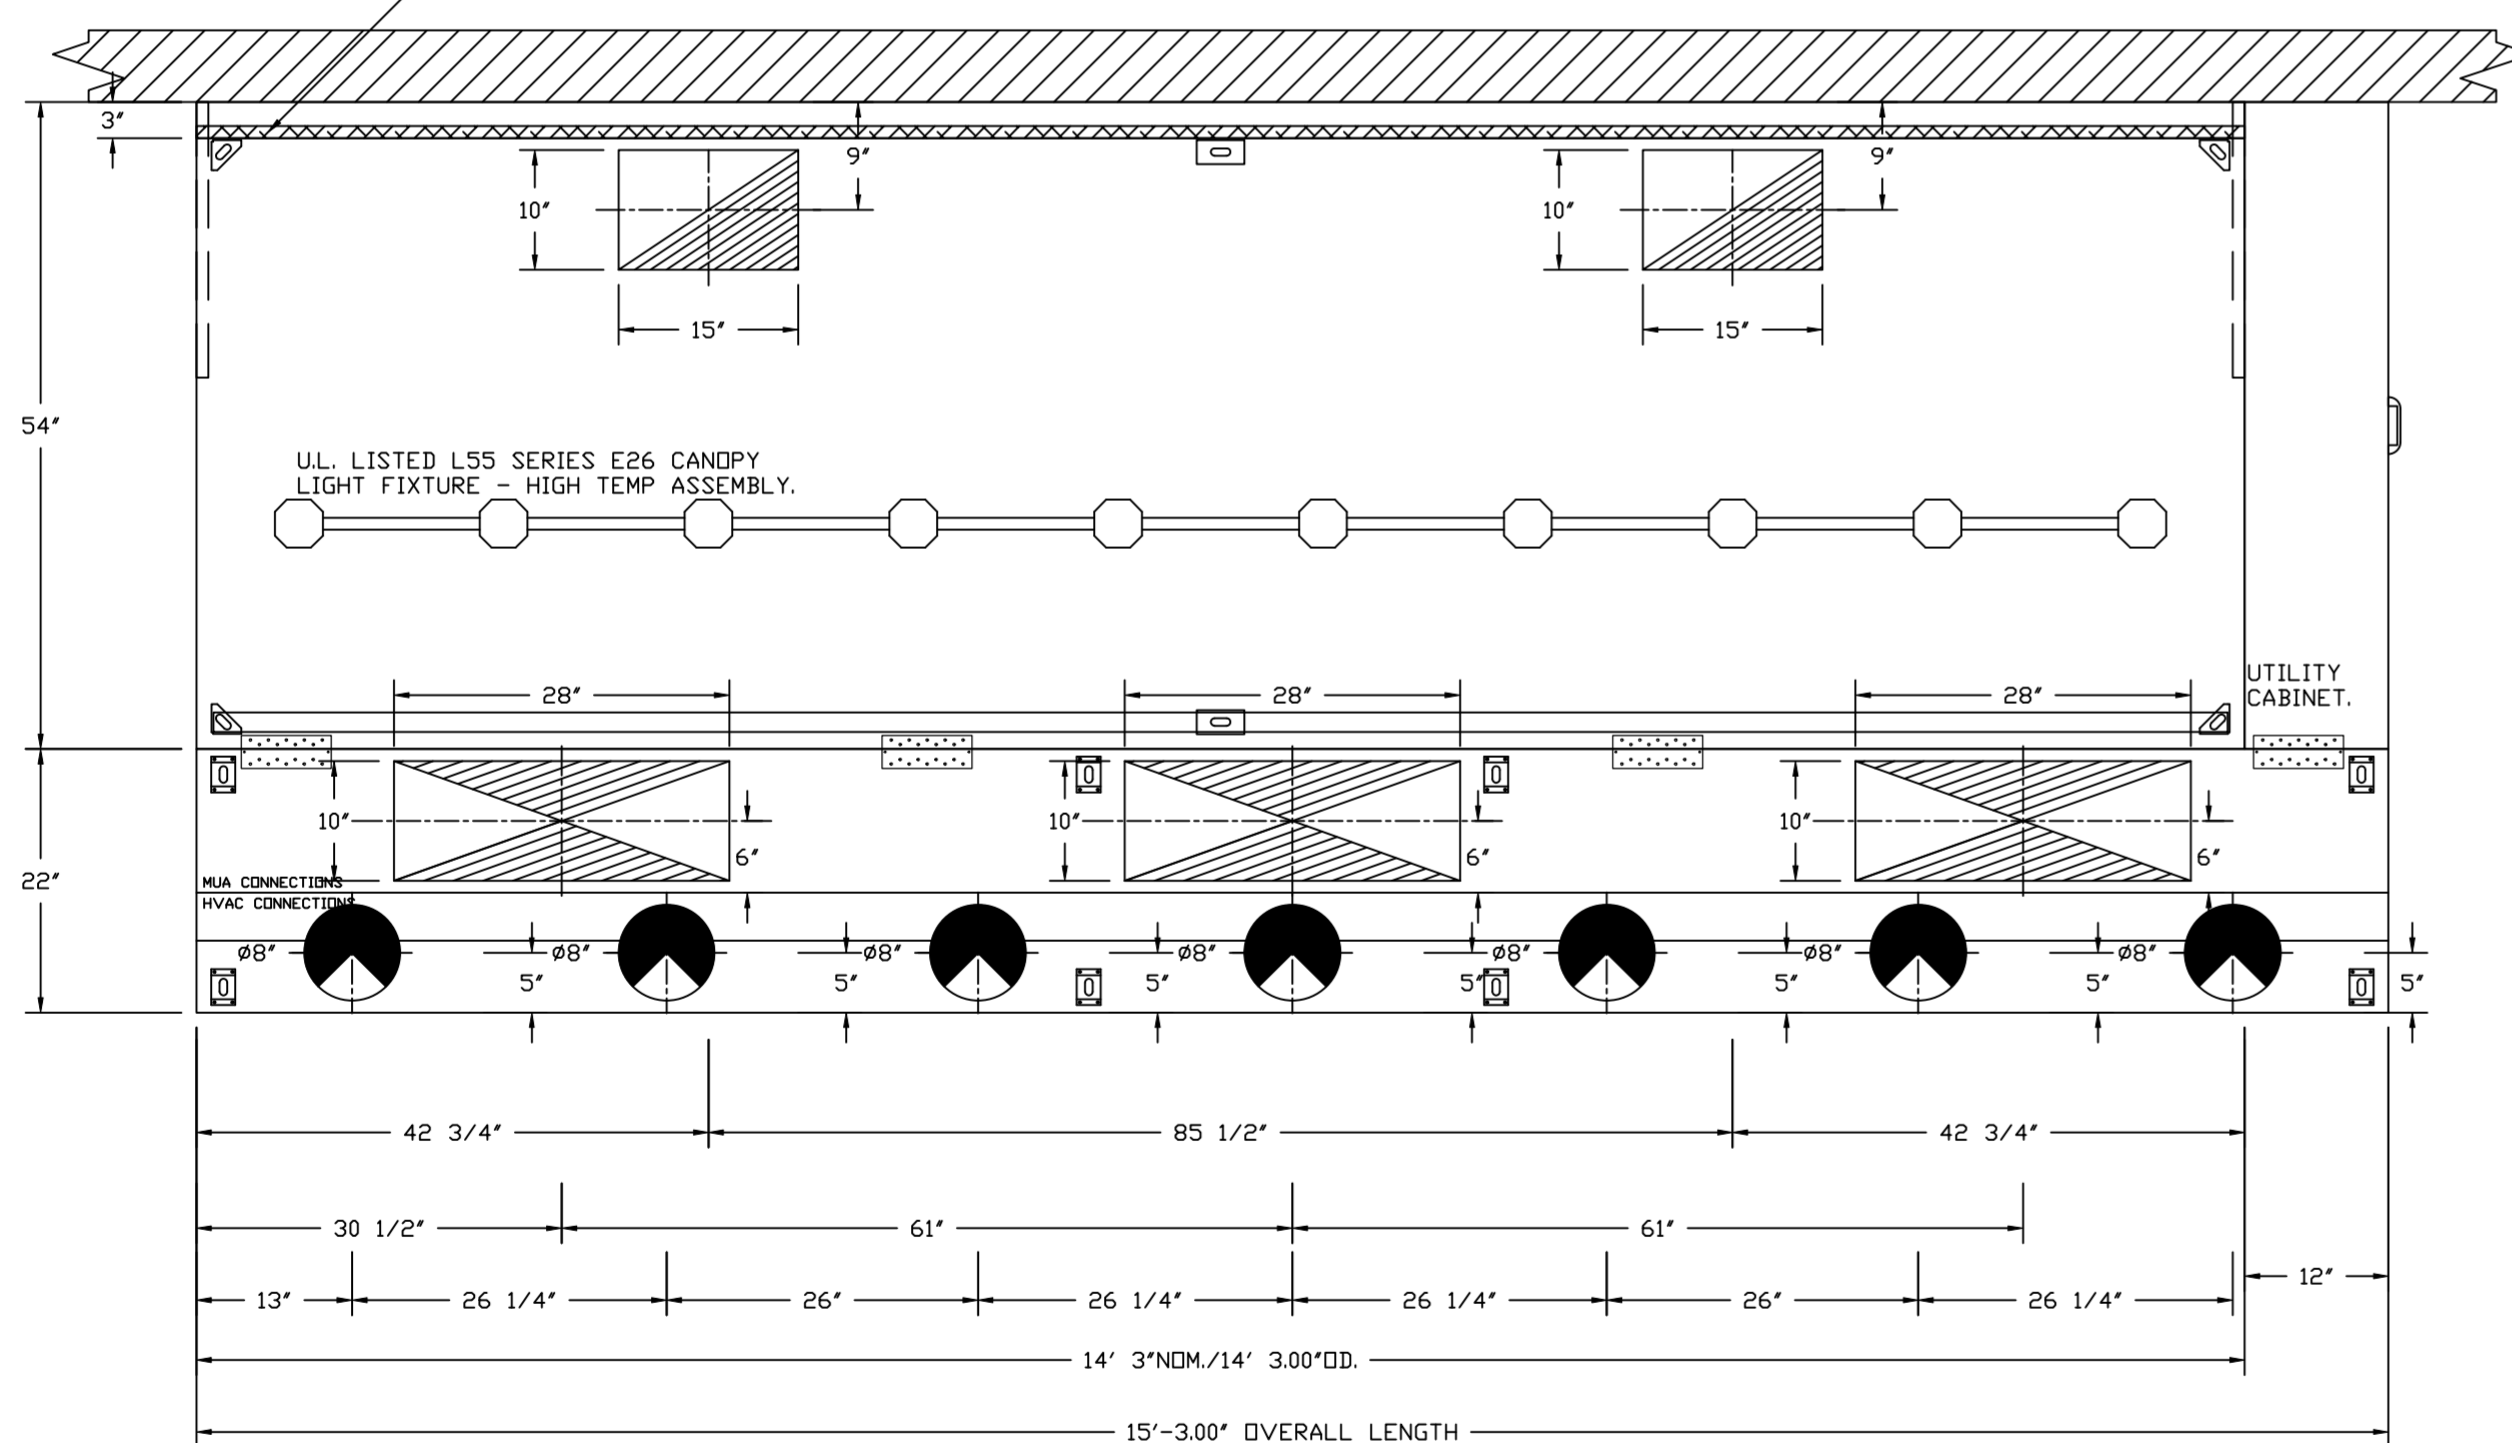 3"
9"
9"
10"
10"
15"
15"
54"
U.L. LISTED L55 SERIES E26 CANOPY
LIGHT FIXTURE - HIGH TEMP ASSEMBLY.
UTILITY
CABINET.
28"
28"
28"
10"
10"
10"
6"
6"
6"
22"
MUA CONNECTIONS
HVAC CONNECTIONS
ø8"
ø8"
ø8"
ø8"
ø8"
ø8"
ø8"
5"
5"
5"
5"
5"
5"
5"
42 3/4"
85 1/2"
42 3/4"
30 1/2"
61"
61"
12"
13"
26 1/4"
26"
26 1/4"
26 1/4"
26"
26 1/4"
14' 3"NOM./14' 3.00"OD.
15'-3.00" OVERALL LENGTH